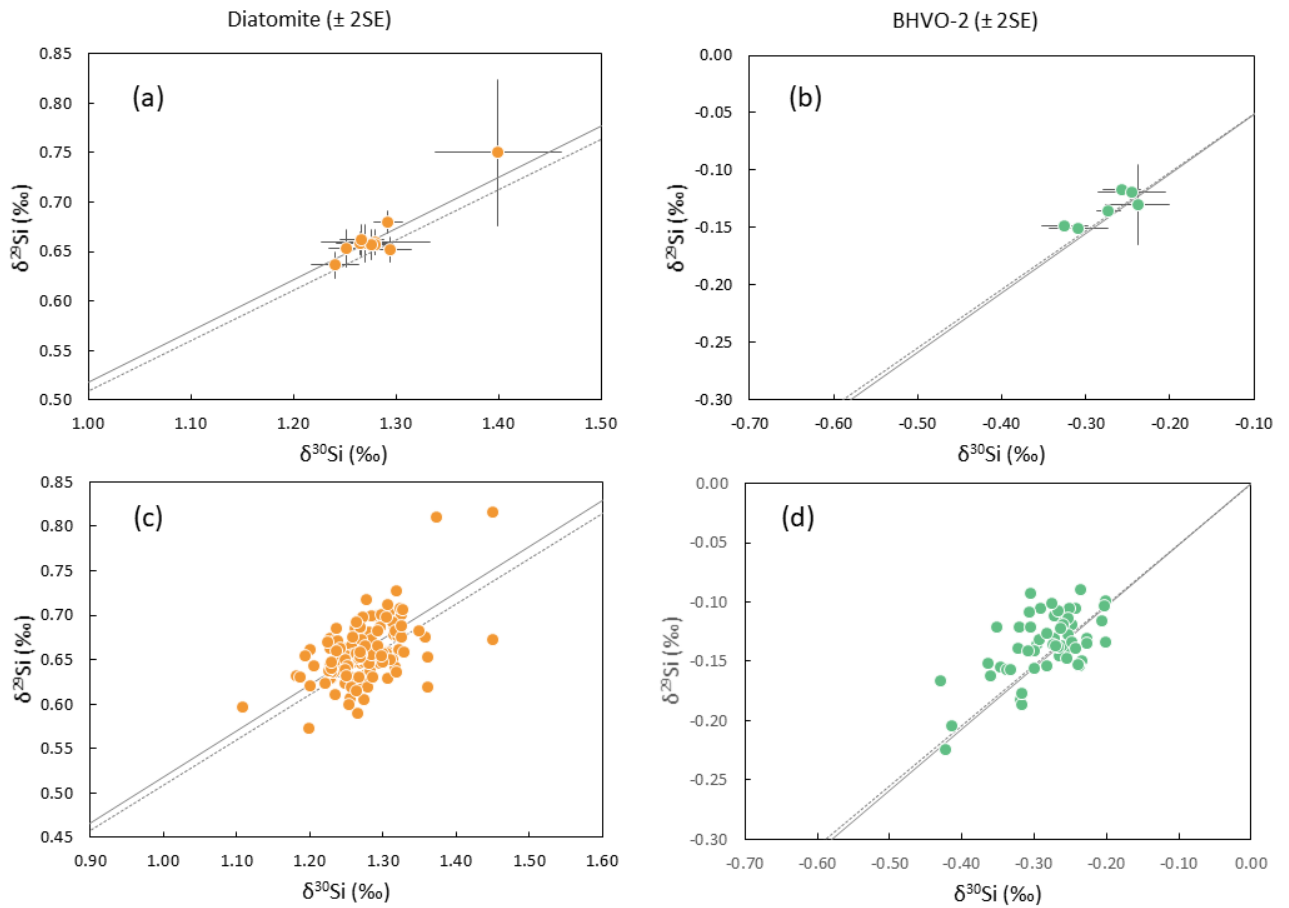 Diatomite (± 2SE)
BHVO-2 (± 2SE)
(a)
0.85
0.80
0.75
0.70
0.65
0.60
0.55
0.50
δ²⁹Si (‰)
1.00 1.10 1.20 1.30 1.40 1.50
δ³⁰Si (‰)
(b)
0.00
-0.05
-0.10
-0.15
-0.20
-0.25
-0.30
δ²⁹Si (‰)
-0.70 -0.60 -0.50 -0.40 -0.30 -0.20 -0.10
δ³⁰Si (‰)
(c)
0.85
0.80
0.75
0.70
0.65
0.60
0.55
0.50
0.45
δ²⁹Si (‰)
0.90 1.00 1.10 1.20 1.30 1.40 1.50 1.60
δ³⁰Si (‰)
(d)
0.00
-0.05
-0.10
-0.15
-0.20
-0.25
-0.30
δ²⁹Si (‰)
-0.70 -0.60 -0.50 -0.40 -0.30 -0.20 -0.10 0.00
δ³⁰Si (‰)